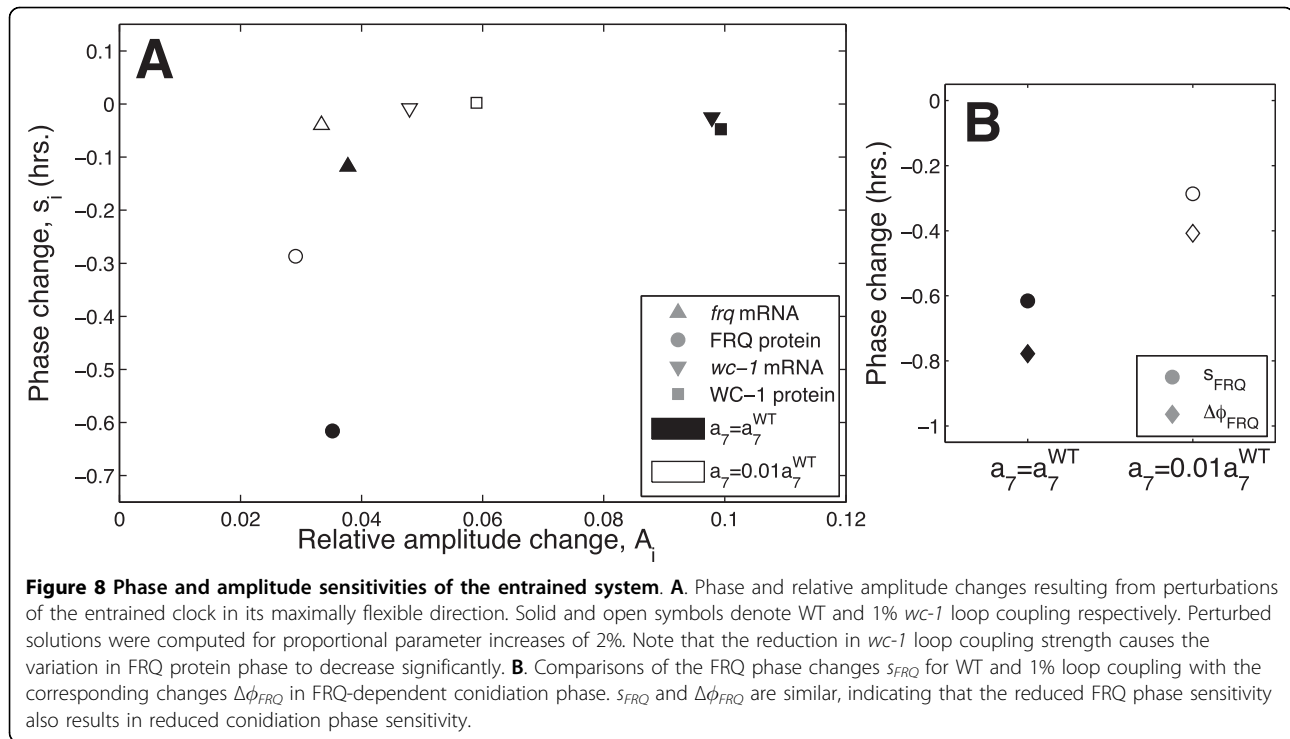 A
0.1
0
−0.1
−0.2
−0.3
−0.4
−0.5
−0.6
−0.7
Phase change, s_i (hrs.)
0 0.02 0.04 0.06 0.08 0.1 0.12
Relative amplitude change, A_i
frq mRNA
FRQ protein
wc-1 mRNA
WC−1 protein
a_7=a_7^WT
a_7=0.01a_7^WT
B
0
−0.2
−0.4
−0.6
−0.8
−1
Phase change (hrs.)
s_FRQ
Δϕ_FRQ
a_7=a_7^WT a_7=0.01a_7^WT
Figure 8 Phase and amplitude sensitivities of the entrained system. A. Phase and relative amplitude changes resulting from perturbations
of the entrained clock in its maximally flexible direction. Solid and open symbols denote WT and 1% wc-1 loop coupling respectively. Perturbed
solutions were computed for proportional parameter increases of 2%. Note that the reduction in wc-1 loop coupling strength causes the
variation in FRQ protein phase to decrease significantly. B. Comparisons of the FRQ phase changes s_FRQ for WT and 1% loop coupling with the
corresponding changes Δϕ_FRQ in FRQ-dependent conidiation phase. s_FRQ and Δϕ_FRQ are similar, indicating that the reduced FRQ phase sensitivity
also results in reduced conidiation phase sensitivity.